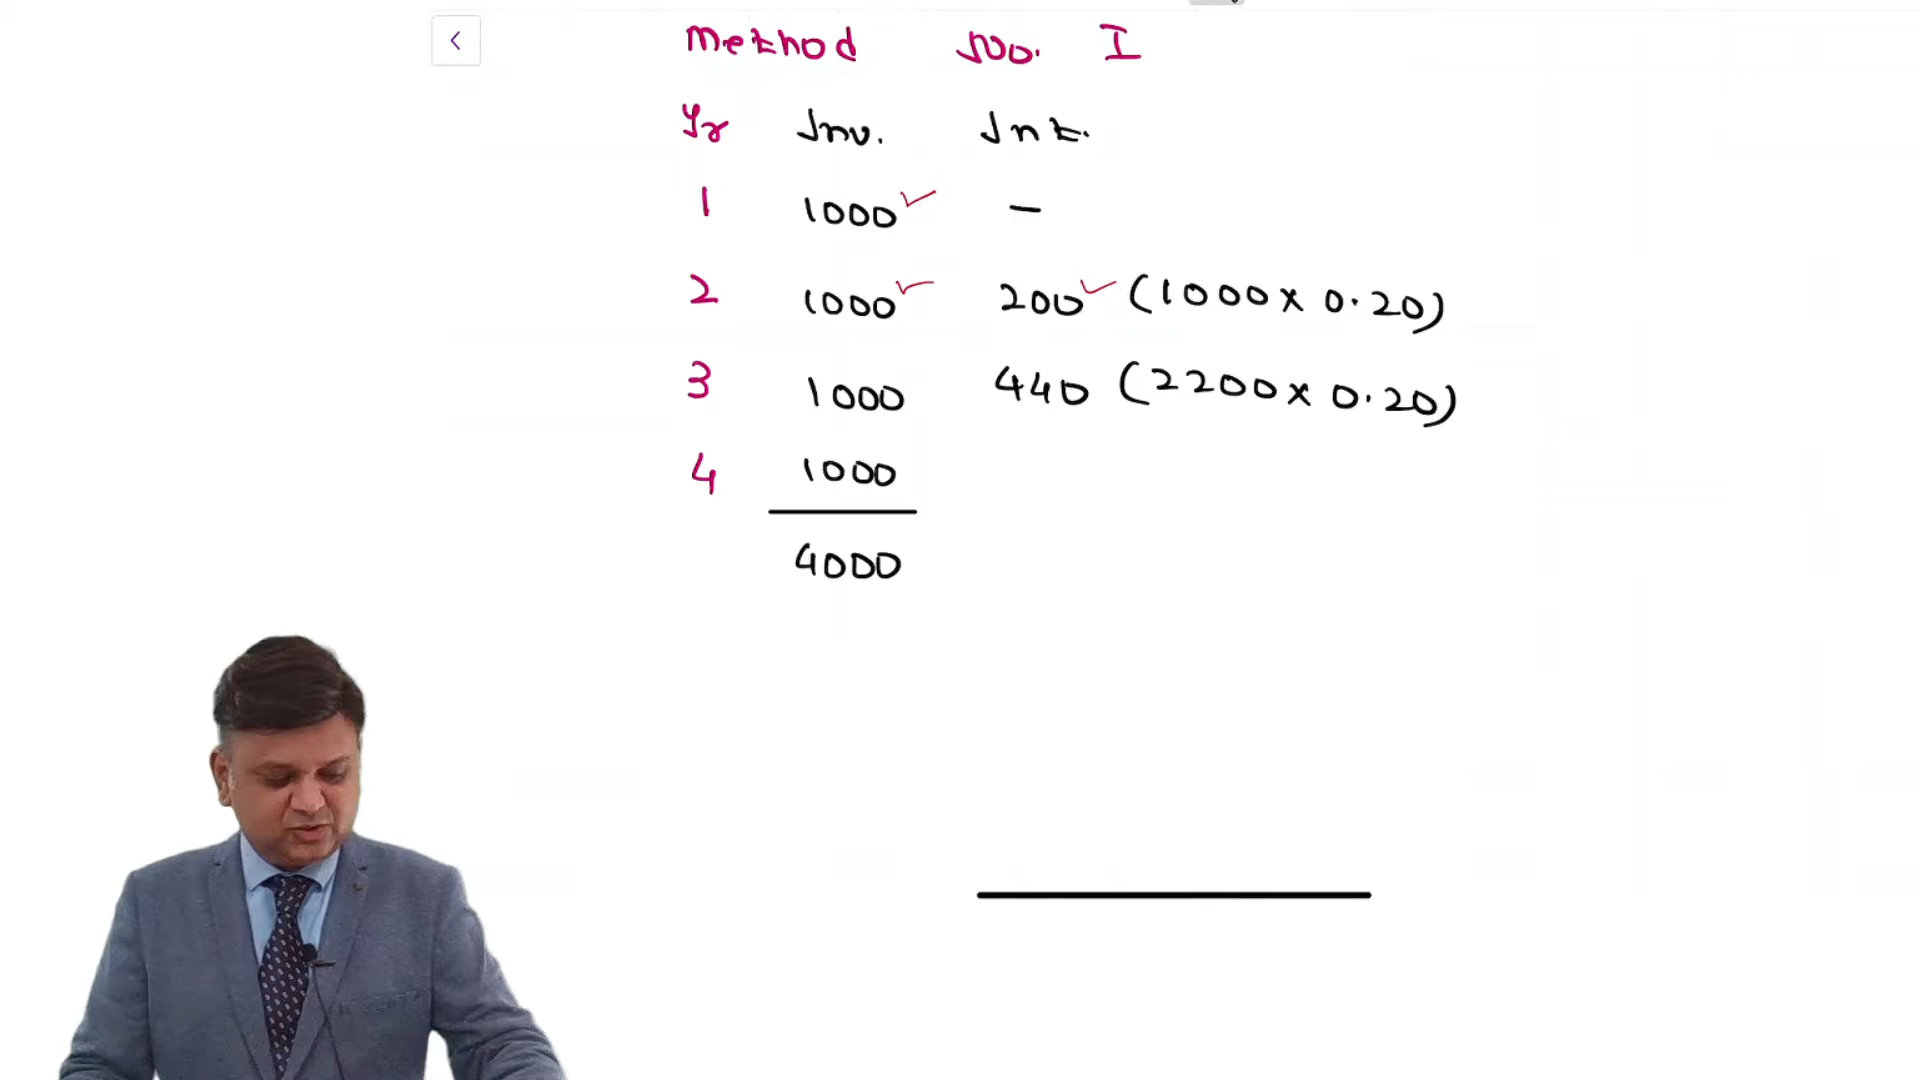 Method No. I
Yr Inv. Int.
1 1000 ✓ –
2 1000 ✓ 200 ✓ (1000 x 0.20)
3 1000 440 (2200 x 0.20)
4 1000
4000